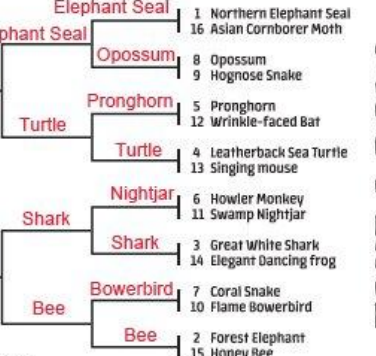 Elephant Seal
1 Northern Elephant Seal
16 Asian Cornborer Moth
phant Seal
Opossum
8 Opossum
9 Hognose Snake
Pronghorn
5 Pronghorn
12 Wrinkle-faced Bat
Turtle
Turtle
4 Leatherback Sea Turtle
13 Singing mouse
Nightjar
6 Howler Monkey
11 Swamp Nightjar
Shark
Shark
3 Great White Shark
14 Elegant Dancing frog
Bowerbird
7 Coral Snake
10 Flame Bowerbird
Bee
Bee
2 Forest Elephant
15 Honey Bee